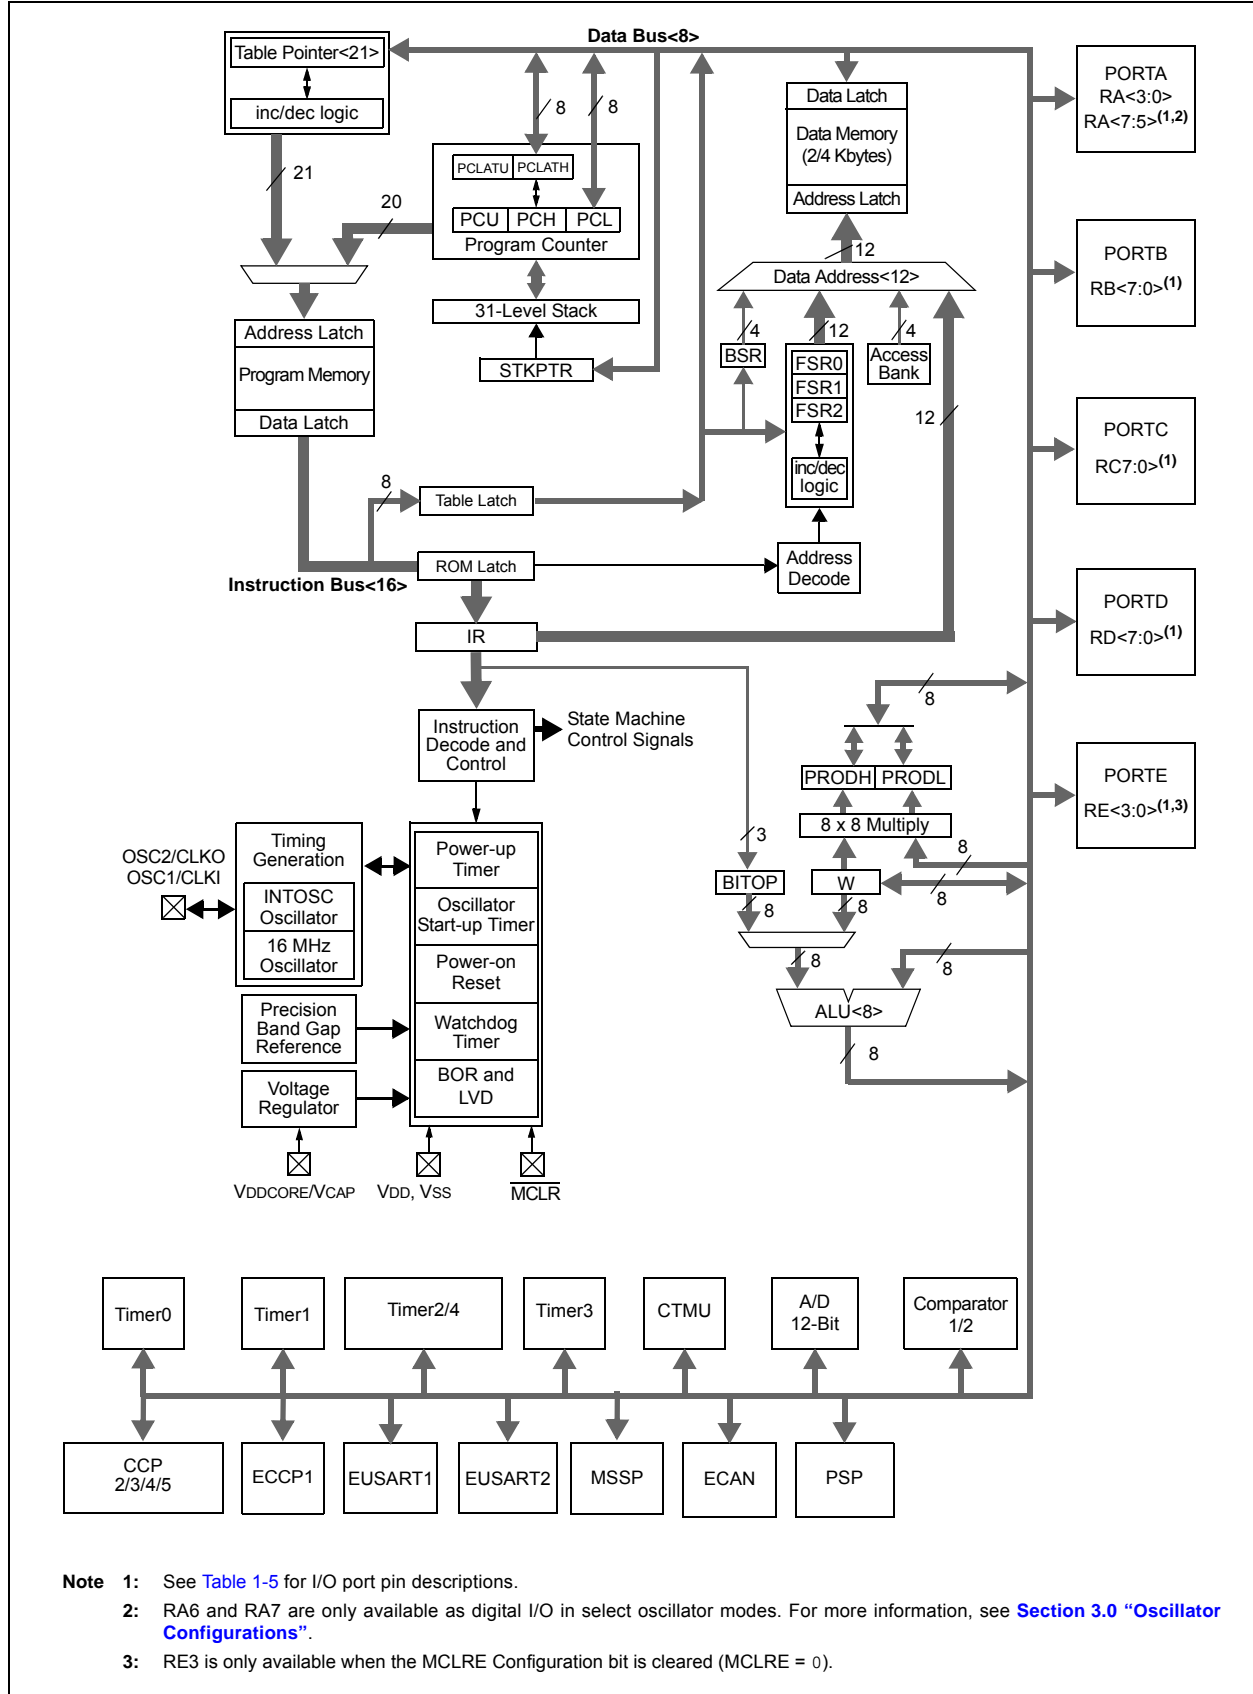 Data Bus<8>
Table Pointer<21>
inc/dec logic
21
20
8
8
PCLATU PCLATH
PCU PCH PCL
Program Counter
31-Level Stack
STKPTR
Data Latch
Data Memory
(2/4 Kbytes)
Address Latch
12
Data Address<12>
4
12
4
BSR
FSR0
FSR1
FSR2
inc/dec
logic
Access
Bank
12
Address Latch
Program Memory
Data Latch
8
Table Latch
ROM Latch
Instruction Bus<16>
Address
Decode
IR
Instruction
Decode and
Control
State Machine
Control Signals
PORTA
RA<3:0>
RA<7:5>(1,2)
PORTB
RB<7:0>(1)
PORTC
RC7:0>(1)
PORTD
RD<7:0>(1)
PORTE
RE<3:0>(1,3)
8
PRODH PRODL
8 x 8 Multiply
3
8
BITOP
W
8
8
8
8
8
ALU<8>
8
OSC2/CLKO
OSC1/CLKI
Timing
Generation
INTOSC
Oscillator
16 MHz
Oscillator
Power-up
Timer
Oscillator
Start-up Timer
Power-on
Reset
Watchdog
Timer
BOR and
LVD
Precision
Band Gap
Reference
Voltage
Regulator
VDDCORE/VCAP
VDD, VSS
MCLR
Timer0
Timer1
Timer2/4
Timer3
CTMU
A/D
12-Bit
Comparator
1/2
CCP
2/3/4/5
ECCP1
EUSART1
EUSART2
MSSP
ECAN
PSP
Note 1: See Table 1-5 for I/O port pin descriptions.
2: RA6 and RA7 are only available as digital I/O in select oscillator modes. For more information, see Section 3.0 “Oscillator
Configurations”.
3: RE3 is only available when the MCLRE Configuration bit is cleared (MCLRE = 0).